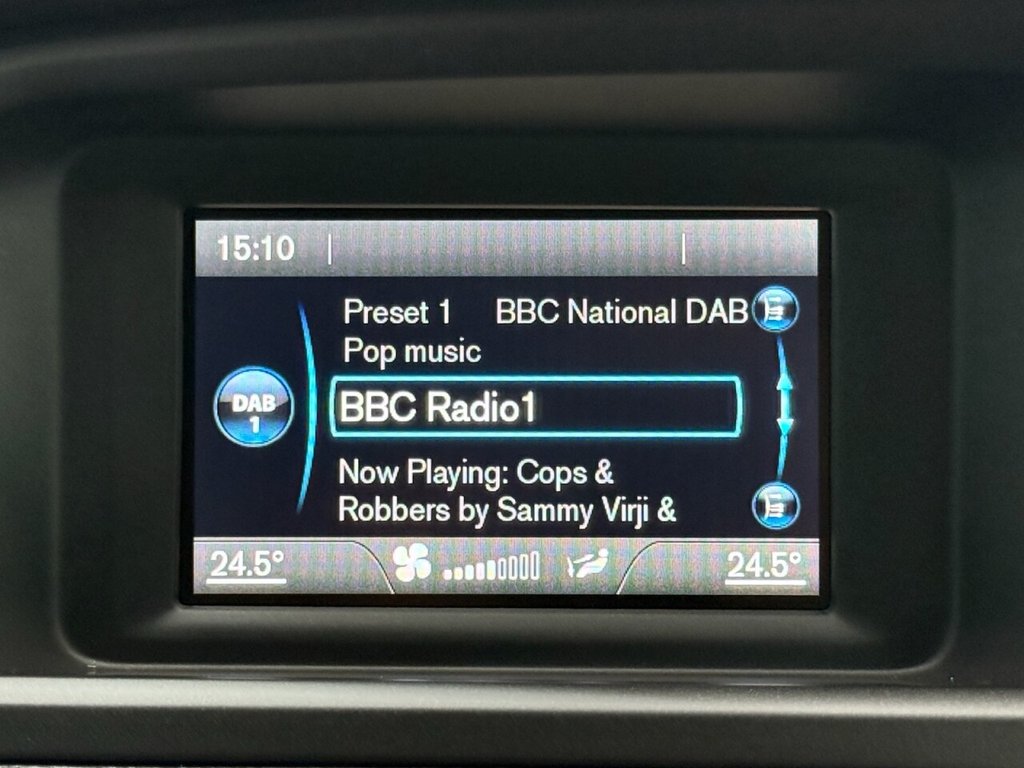 15:10
Preset 1 BBC National DAB
Pop music
DAB
1
BBC Radio1
Now Playing: Cops &
Robbers by Sammy Virji &
24.5° 24.5°